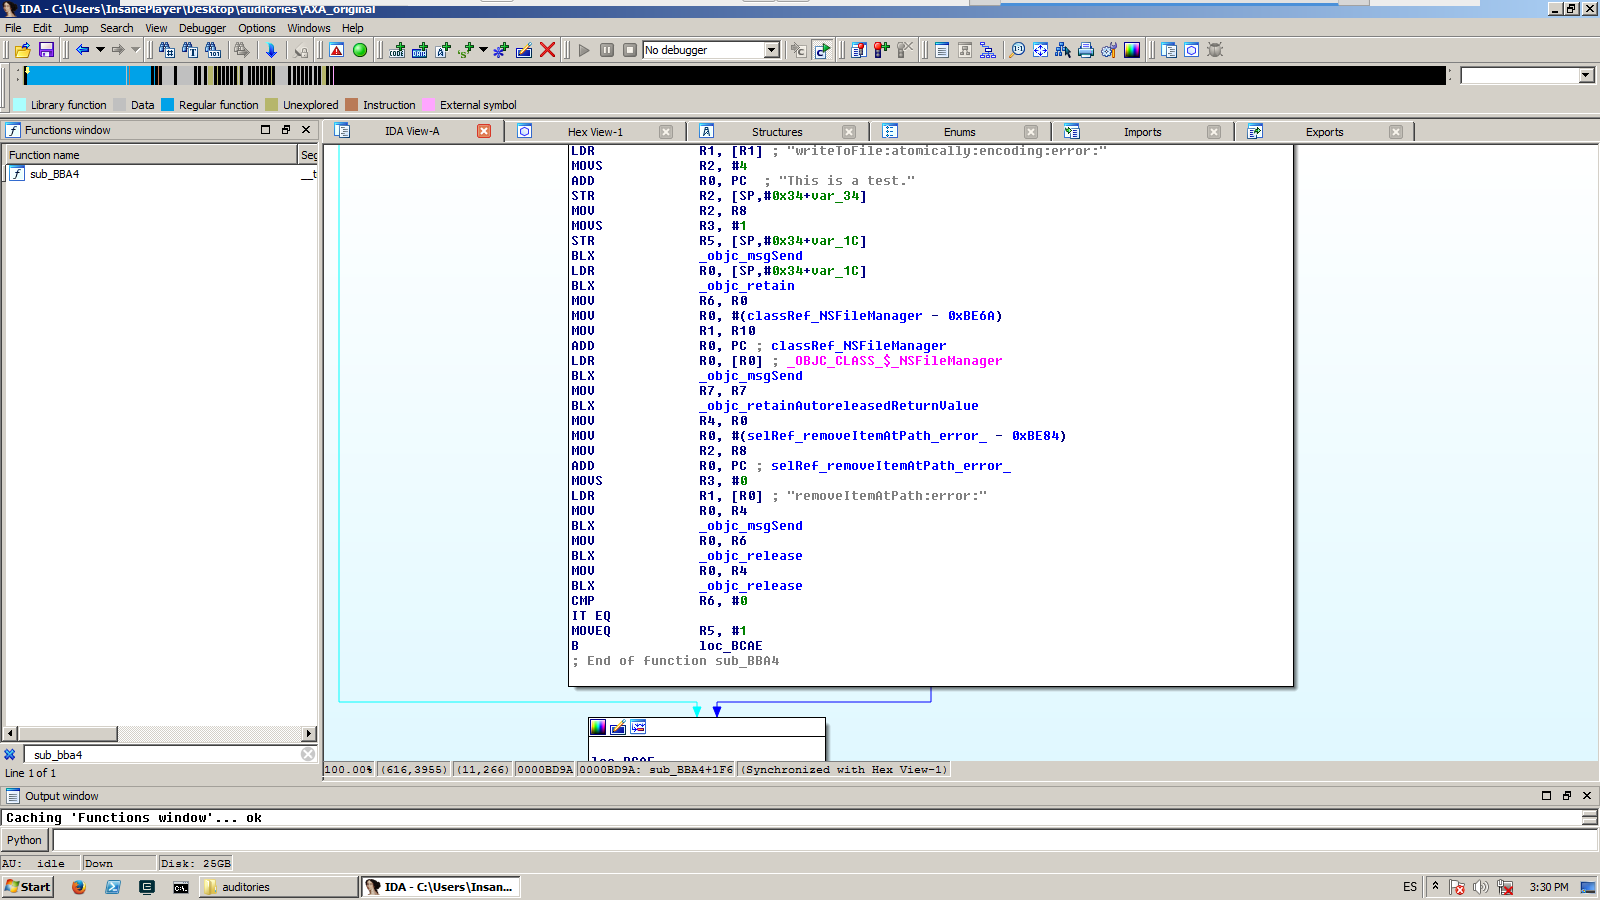 IDA - C:\Users\InsanePlayer\Desktop\auditories\AXA_original
File Edit Jump Search View Debugger Options Windows Help
No debugger
Library function Data Regular function Unexplored Instruction External symbol
Functions window
Function name Seg
sub_BBA4 __t
IDA View-A Hex View-1 Structures Enums Imports Exports
LDR R1, [R1] ; "writeToFile:atomically:encoding:error:"
MOVS R2, #4
ADD R0, PC ; "This is a test."
STR R2, [SP,#0x34+var_34]
MOV R2, R8
MOVS R3, #1
STR R5, [SP,#0x34+var_1C]
BLX _objc_msgSend
LDR R0, [SP,#0x34+var_1C]
BLX _objc_retain
MOV R6, R0
MOV R0, #(classRef_NSFileManager - 0xBE6A)
MOV R1, R10
ADD R0, PC ; classRef_NSFileManager
LDR R0, [R0] ; _OBJC_CLASS_$_NSFileManager
BLX _objc_msgSend
MOV R7, R7
BLX _objc_retainAutoreleasedReturnValue
MOV R4, R0
MOV R0, #(selRef_removeItemAtPath_error_ - 0xBE84)
MOV R2, R8
ADD R0, PC ; selRef_removeItemAtPath_error_
MOVS R3, #0
LDR R1, [R0] ; "removeItemAtPath:error:"
MOV R0, R4
BLX _objc_msgSend
MOV R0, R6
BLX _objc_release
MOV R0, R4
BLX _objc_release
CMP R6, #0
IT EQ
MOVEQ R5, #1
B loc_BCAE
; End of function sub_BBA4
loc_BCAE
sub_bba4
Line 1 of 1
100.00% (616,3955) (11,266) 0000BD9A 0000BD9A: sub_BBA4+1F6 (Synchronized with Hex View-1)
Output window
Caching 'Functions window'... ok
Python
AU: idle Down Disk: 25GB
Start auditories IDA - C:\Users\Insan... ES 3:30 PM